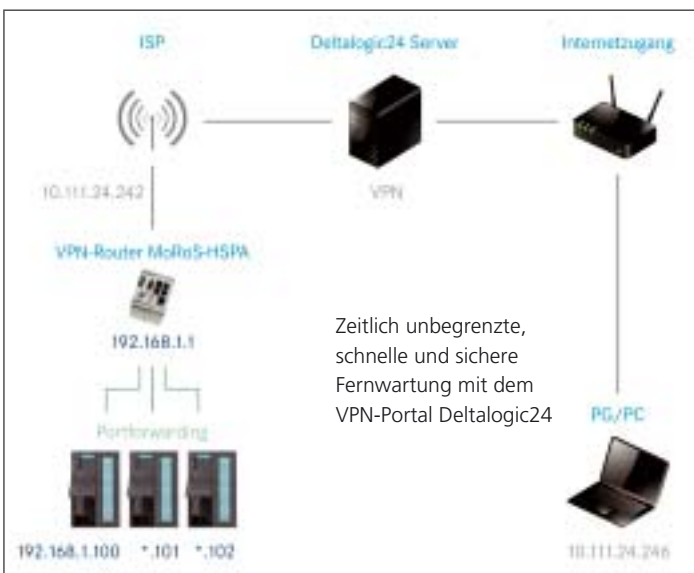 ISP
Deltalogic24 Server
Internetzugang
VPN
10.111.24.242
VPN-Router MoRoS-HSPA
192.168.1.1
Portforwarding
192.168.1.100 *.101 *.102
Zeitlich unbegrenzte,
schnelle und sichere
Fernwartung mit dem
VPN-Portal Deltalogic24
PG/PC
10.111.24.246